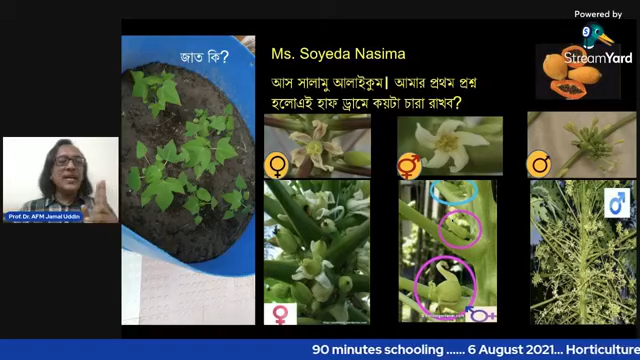 Powered by
StreamYard
জাত কি?
Ms. Soyeda Nasima
আস সালামু আলাইকুম। আমার প্রথম প্রশ্ন
হলোএই হাফ ড্রামে কয়টা চারা রাখব?
Prof. Dr. AFM Jamal Uddin
90 minutes schooling ...... 6 August 2021... Horticulture